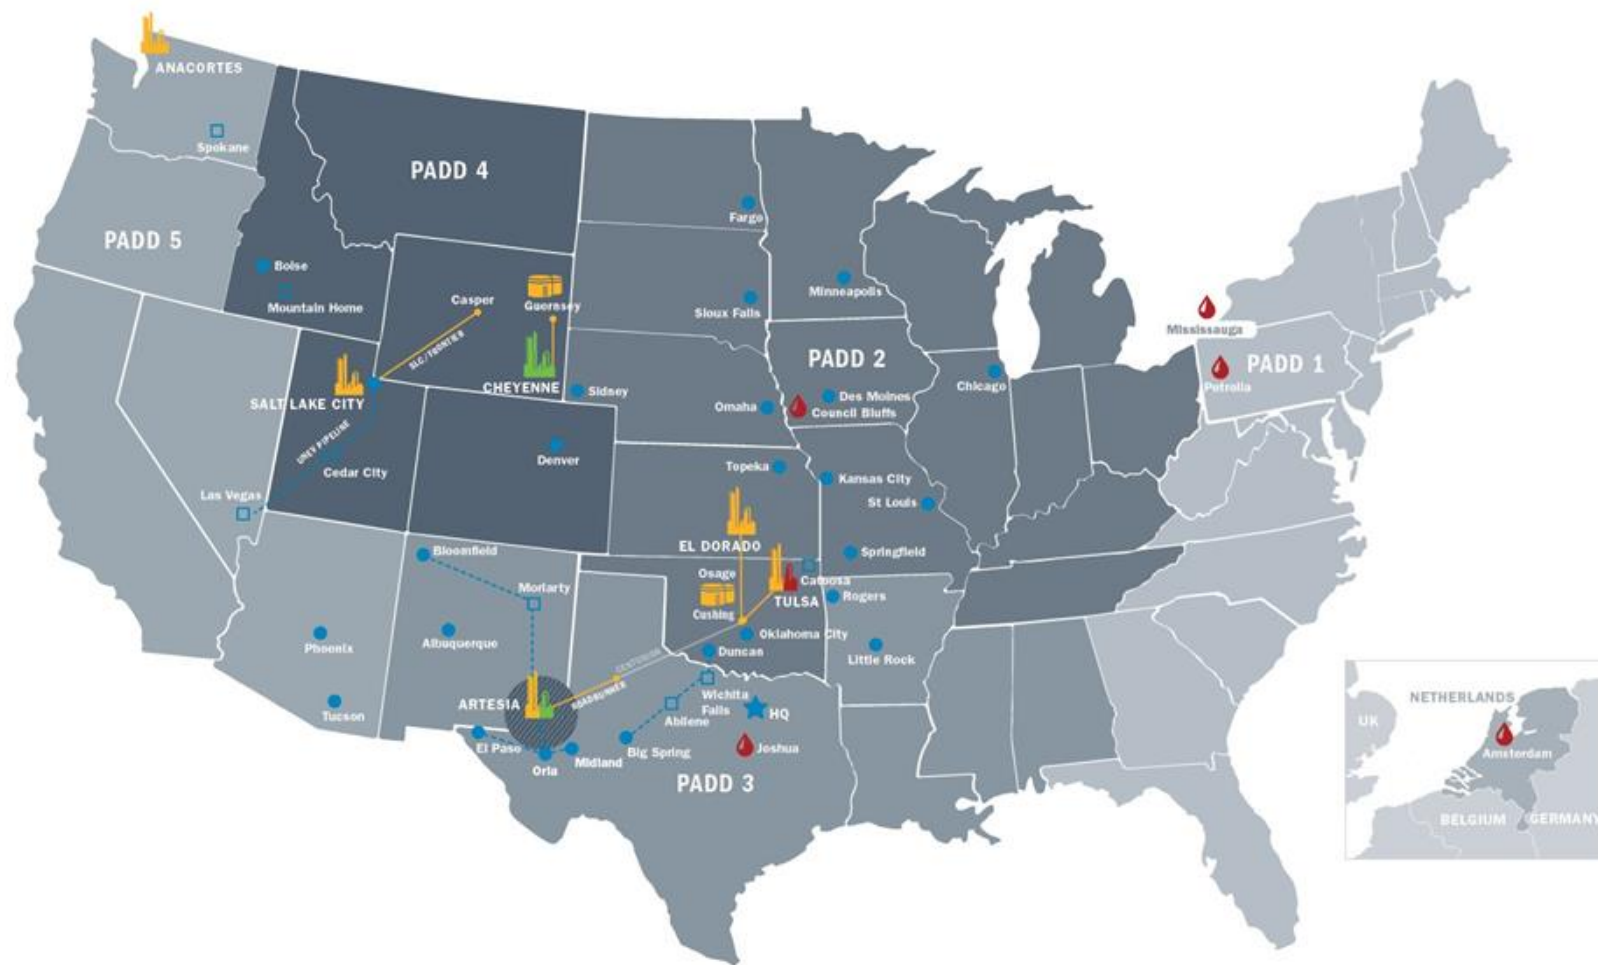 ANACORTES
Spokane
PADD 4
PADD 5
Fargo
Boise
Mountain Home
Casper
Guernsey
Sioux Falls
Minneapolis
Mississauga
SLC/FRONTIER
PADD 2
PADD 1
CHEYENNE
Sidney
Chicago
Petrolia
SALT LAKE CITY
Omaha
Des Moines
Council Bluffs
UNEV PIPELINE
Denver
Cedar City
Topeka
Kansas City
Las Vegas
St Louis
EL DORADO
Bloomfield
Springfield
Osage
Catoosa
Moriarty
TULSA
Rogers
Cushing
Phoenix
Albuquerque
Oklahoma City
Duncan
Little Rock
CENTURION
ROADRUNNER
ARTESIA
Wichita
Falls
HQ
Tucson
Abilene
El Paso
Big Spring
Joshua
Orla
Midland
PADD 3
NETHERLANDS
UK
Amsterdam
BELGIUM
GERMANY